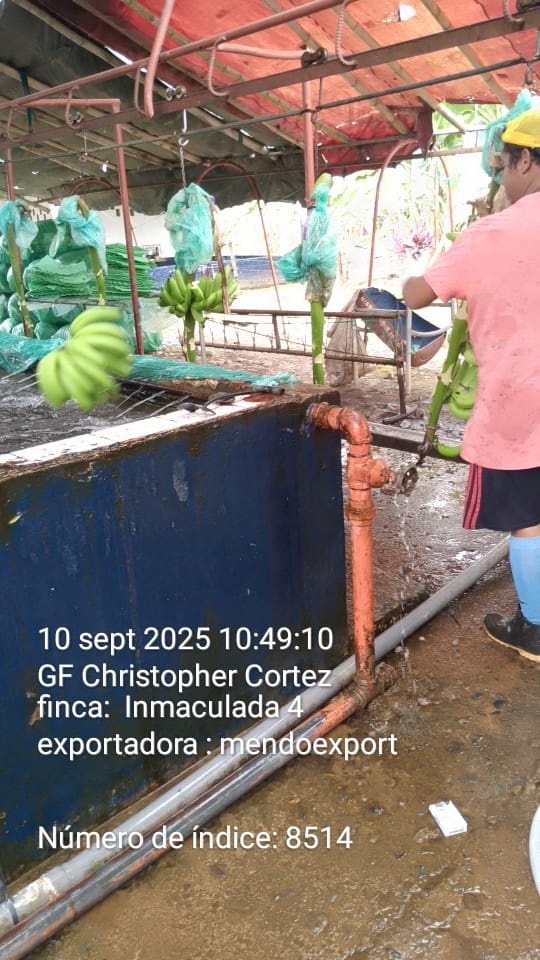 10 sept 2025 10:49:10
GF Christopher Cortez
finca:  Inmaculada 4
exportadora : mendoexport
Número de índice: 8514